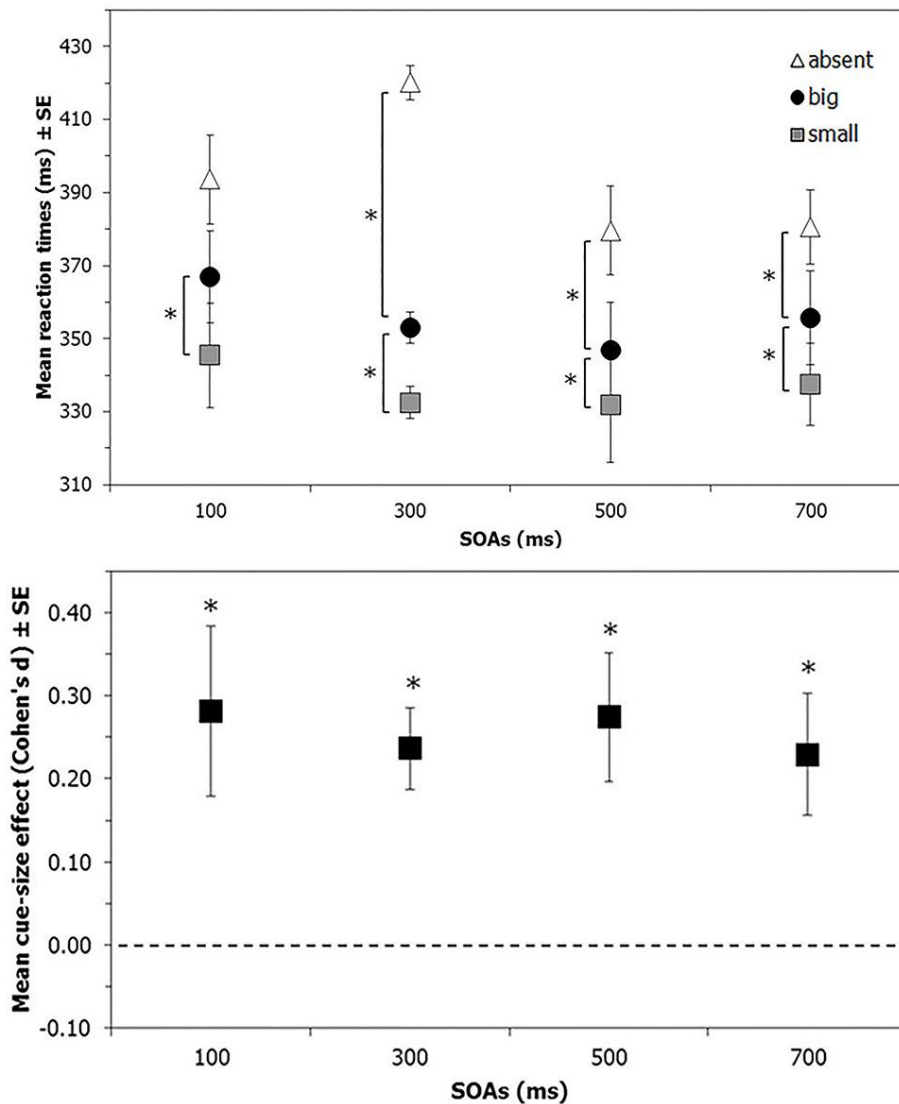 430
410
390
370
350
330
310
Mean reaction times (ms) ± SE
absent
big
small
*
*
*
*
*
*
*
100 300 500 700
SOAs (ms)
0.40
0.30
0.20
0.10
0.00
-0.10
Mean cue-size effect (Cohen's d) ± SE
* * * *
100 300 500 700
SOAs (ms)